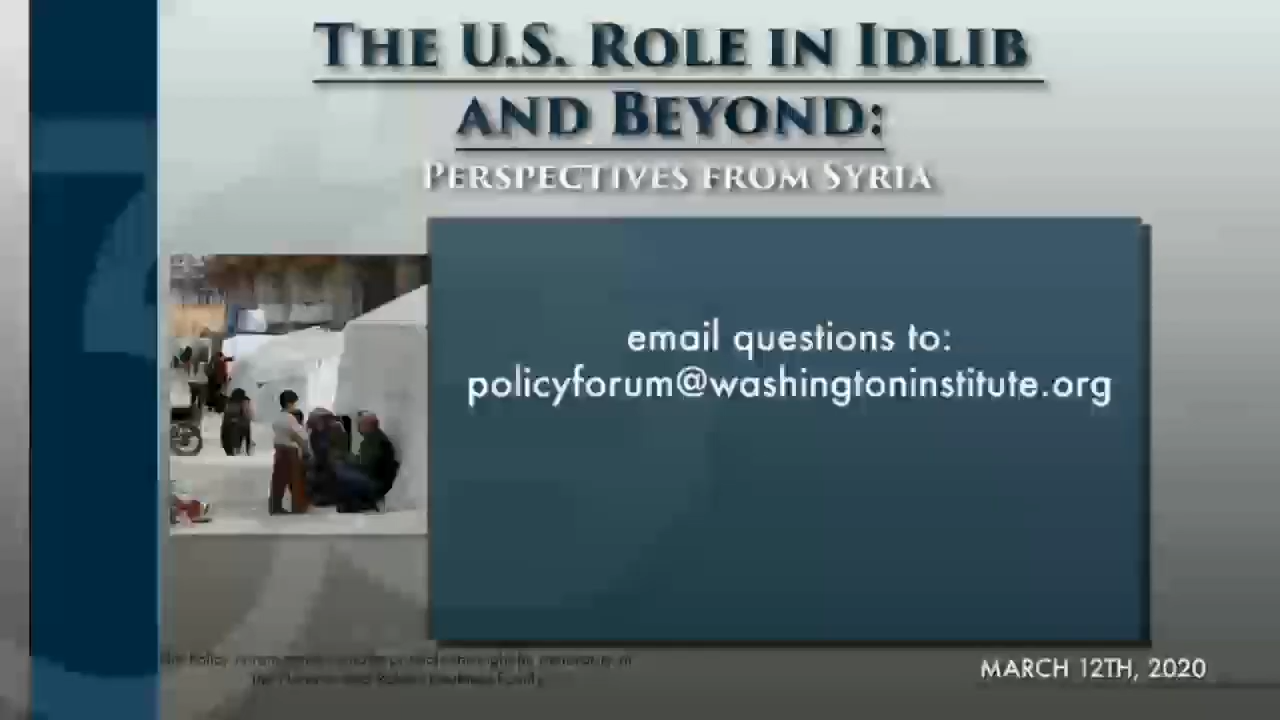 THE U.S. ROLE IN IDLIB
AND BEYOND:
PERSPECTIVES FROM SYRIA
email questions to:
policyforum@washingtoninstitute.org
MARCH 12TH, 2020